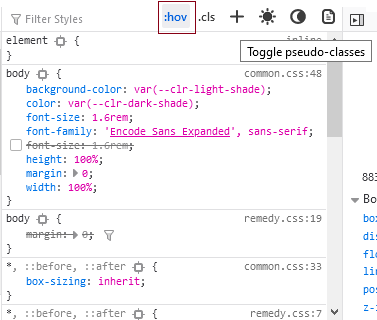 Filter Styles :hov .cls
element { inline
}
Toggle pseudo-classes
body { common.css:48
background-color: var(--clr-light-shade);
color: var(--clr-dark-shade);
font-size: 1.6rem;
font-family: 'Encode Sans Expanded', sans-serif;
font-size: 1.6rem;
height: 100%;
margin: 0;
width: 100%;
}
body { remedy.css:19
margin: 0;
}
*, ::before, ::after { common.css:33
box-sizing: inherit;
}
*, ::before, ::after { remedy.css:7
883
Bo
box
dis
flo
lin
pos
z-i